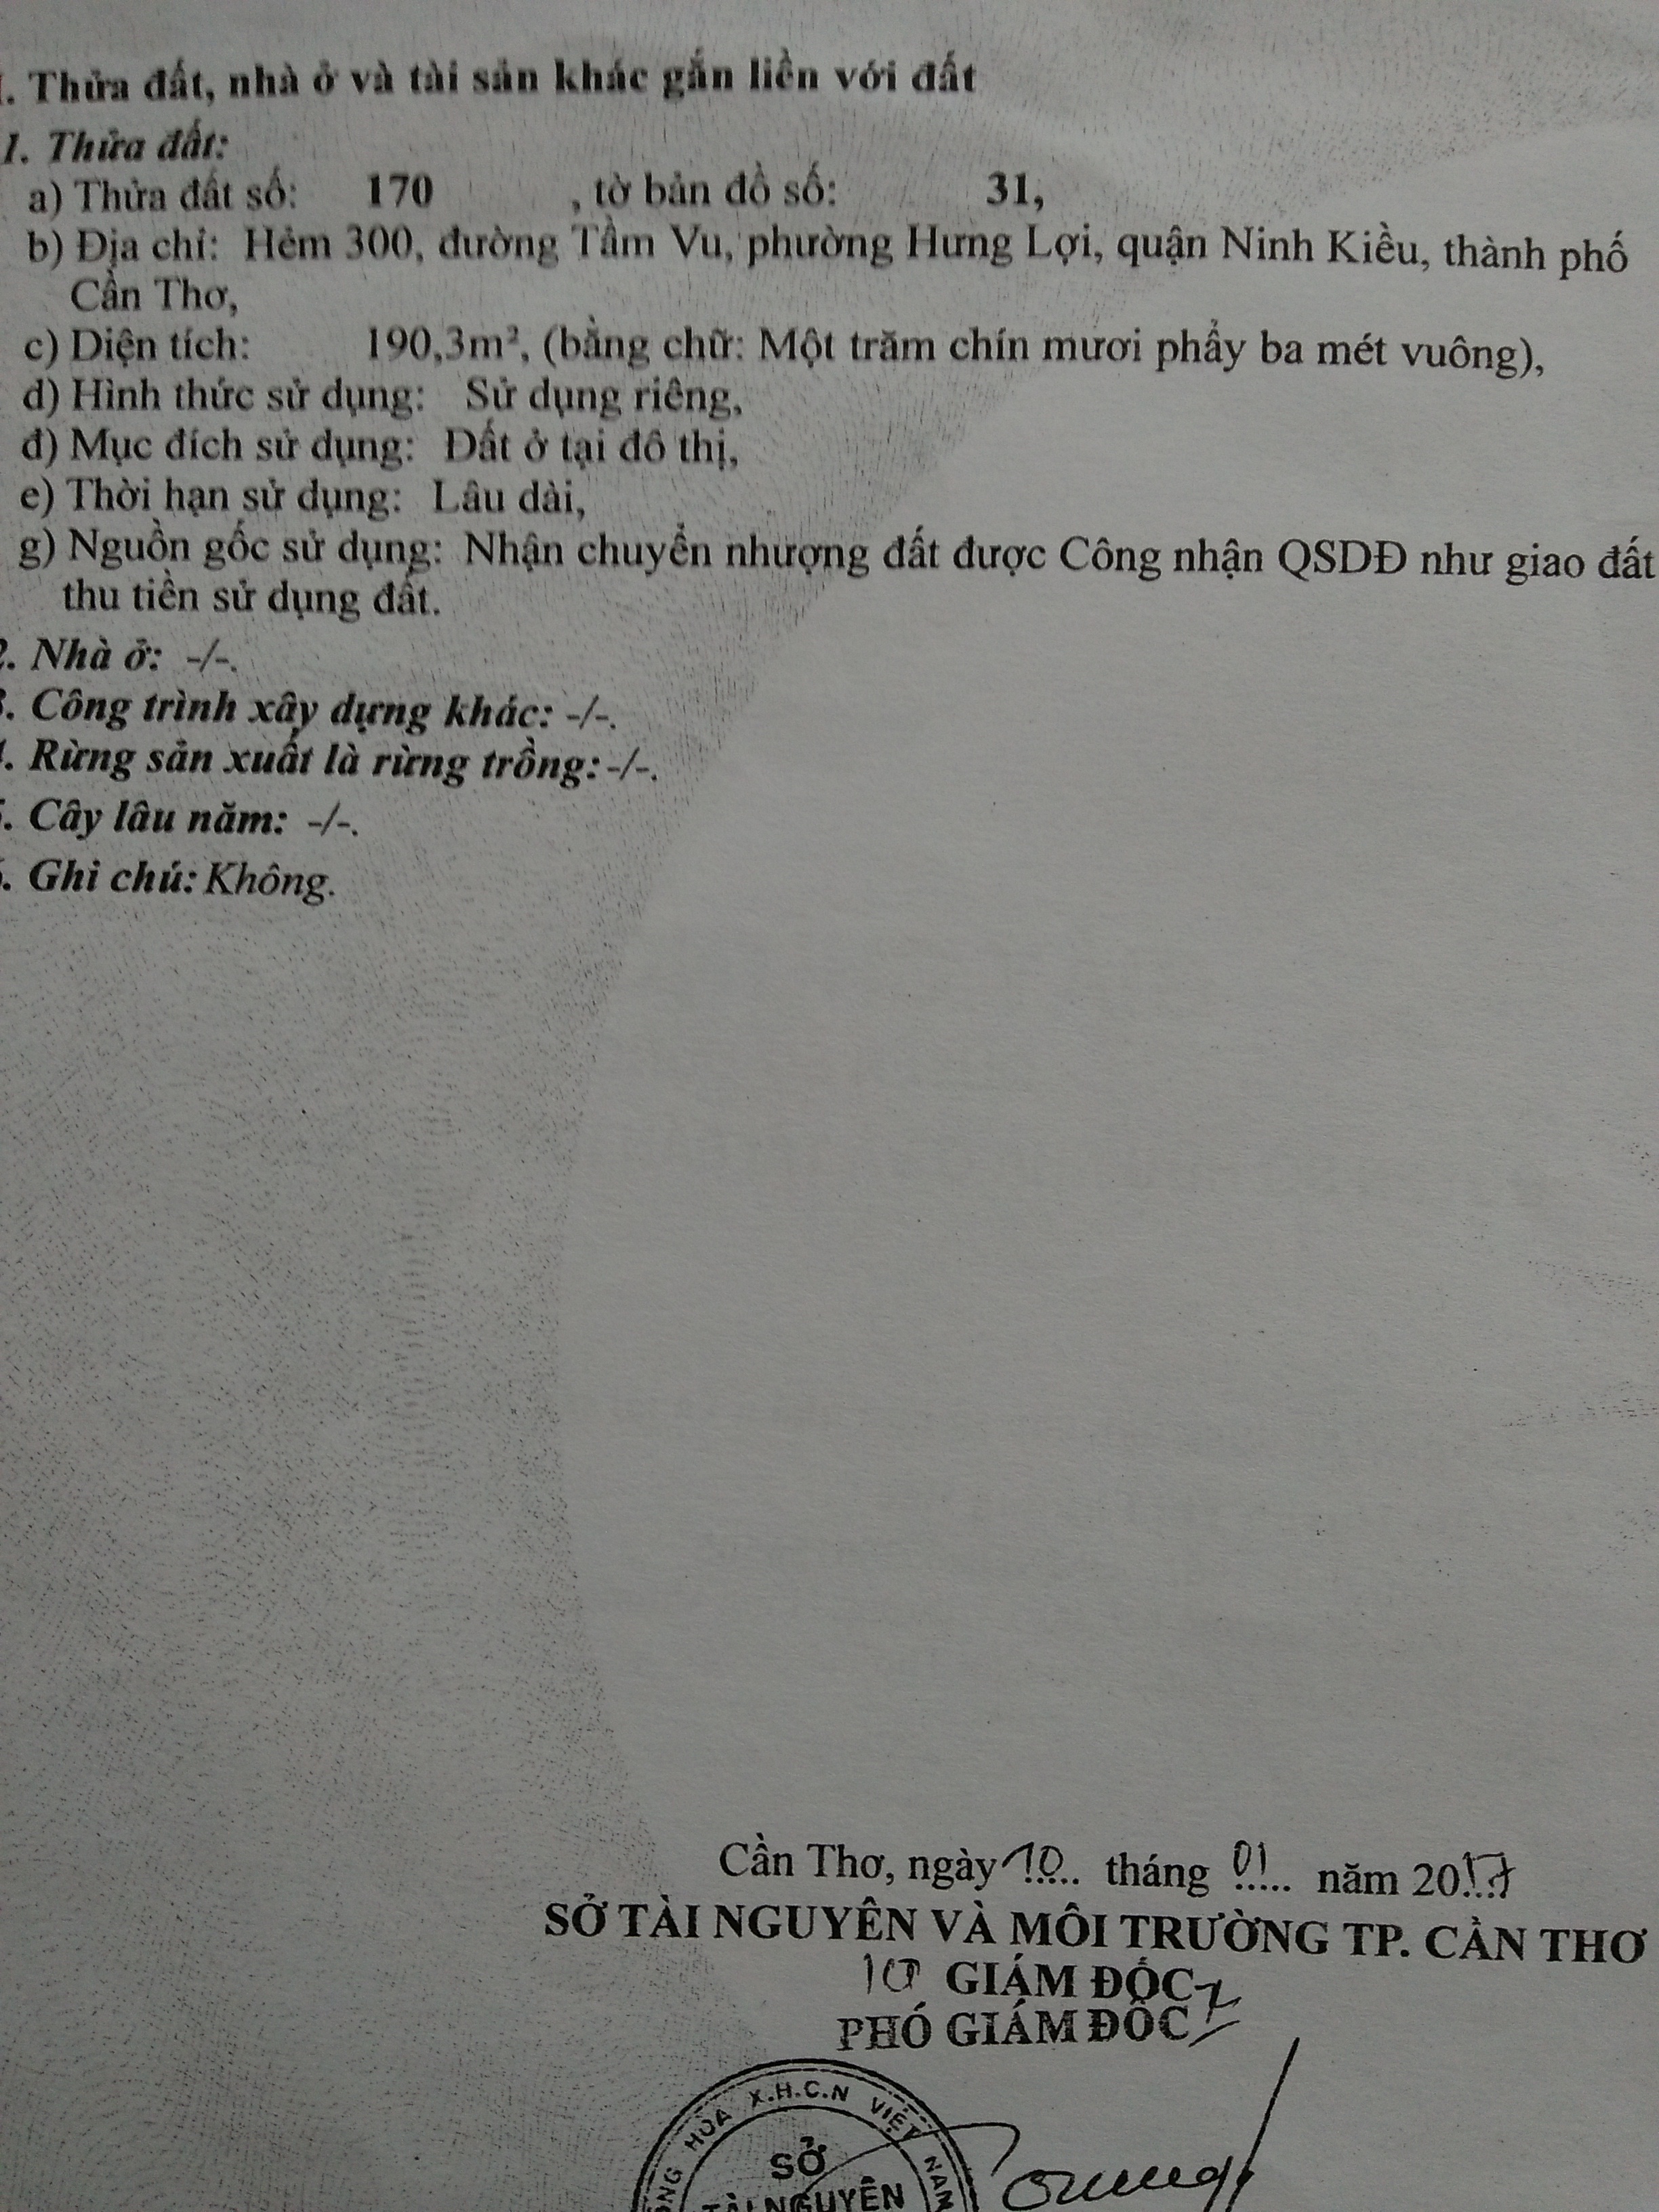 . Thửa đất, nhà ở và tài sản khác gắn liền với đất
1. Thửa đất:
a) Thửa đất số: 170 , tờ bản đồ số: 31,
b) Địa chỉ: Hẻm 300, đường Tầm Vu, phường Hưng Lợi, quận Ninh Kiều, thành phố
Cần Thơ,
c) Diện tích: 190,3m², (bằng chữ: Một trăm chín mươi phẩy ba mét vuông),
d) Hình thức sử dụng: Sử dụng riêng,
đ) Mục đích sử dụng: Đất ở tại đô thị,
e) Thời hạn sử dụng: Lâu dài,
g) Nguồn gốc sử dụng: Nhận chuyển nhượng đất được Công nhận QSDĐ như giao đất
thu tiền sử dụng đất.
2. Nhà ở: -/-.
3. Công trình xây dựng khác: -/-.
4. Rừng sản xuất là rừng trồng: -/-.
5. Cây lâu năm: -/-.
6. Ghi chú: Không.
Cần Thơ, ngày 10 tháng 01 năm 2017
SỞ TÀI NGUYÊN VÀ MÔI TRƯỜNG TP. CẦN THƠ
GIÁM ĐỐC
PHÓ GIÁM ĐỐC
HÒA X.H.C.N VIỆT NAM
SỞ
TÀI NGUYÊN